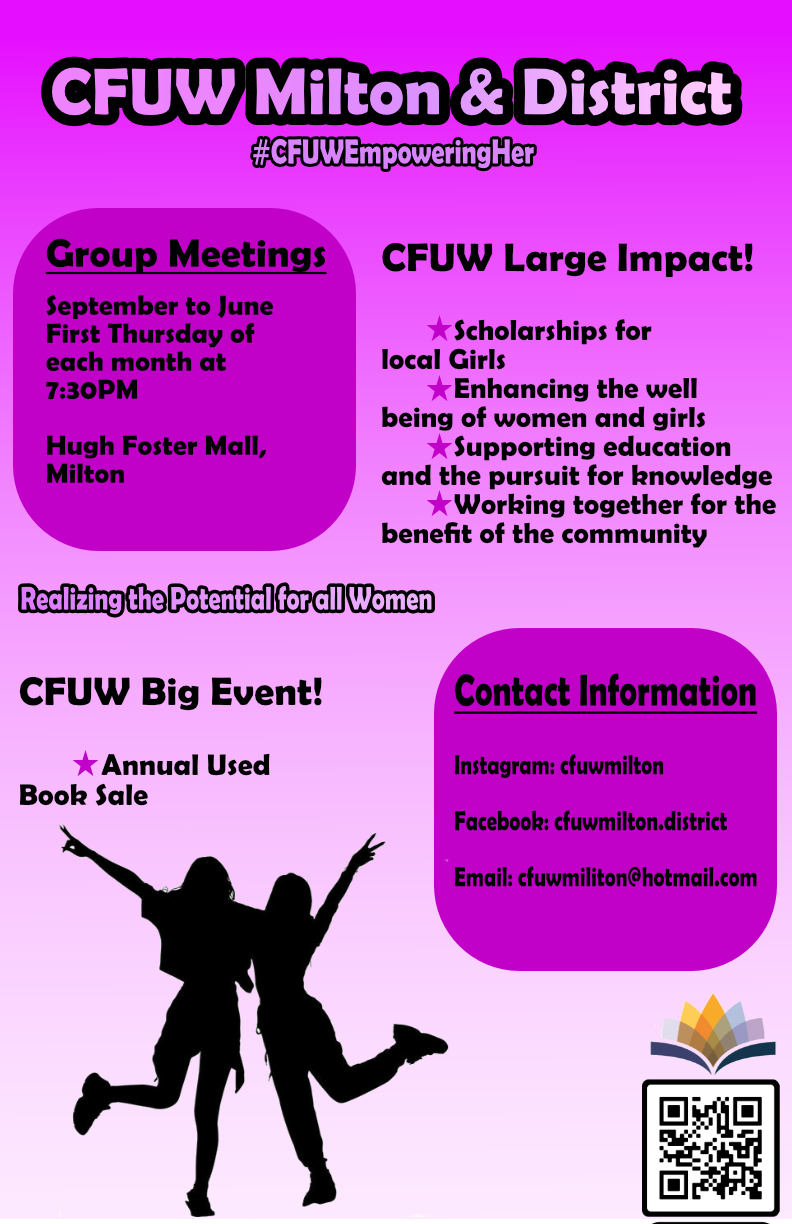 CFUW Milton & District
#CFUWEmpoweringHer
Group Meetings
September to June
First Thursday of
each month at
7:30PM
Hugh Foster Mall,
Milton
CFUW Large Impact!
★Scholarships for
local Girls
★Enhancing the well
being of women and girls
★Supporting education
and the pursuit for knowledge
★Working together for the
benefit of the community
Realizing the Potential for all Women
CFUW Big Event!
★Annual Used
Book Sale
Contact Information
Instagram: cfuwmilton
Facebook: cfuwmilton.district
Email: cfuwmiliton@hotmail.com